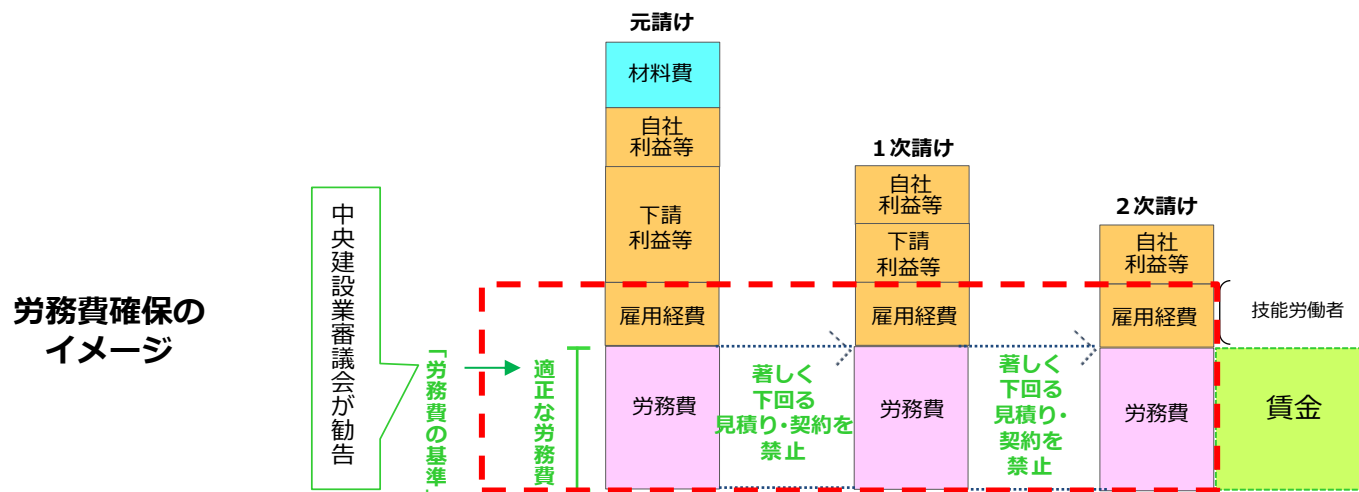 労務費確保の
イメージ
中央建設業審議会が勧告
「労務費の基準」
適正な労務費
元請け
材料費
自社
利益等
下請
利益等
雇用経費
労務費
著しく
下回る
見積り・契約を
禁止
1次請け
自社
利益等
下請
利益等
雇用経費
労務費
著しく
下回る
見積り・
契約を
禁止
2次請け
自社
利益等
雇用経費
労務費
技能労働者
賃金